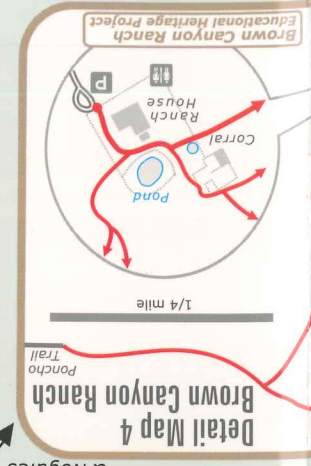 & Nogales
Detail Map 4
Brown Canyon Ranch
Poncho
Trail
1/4 mile
Pond
Corral
Ranch
House
P
Brown Canyon Ranch
Educational Heritage Project